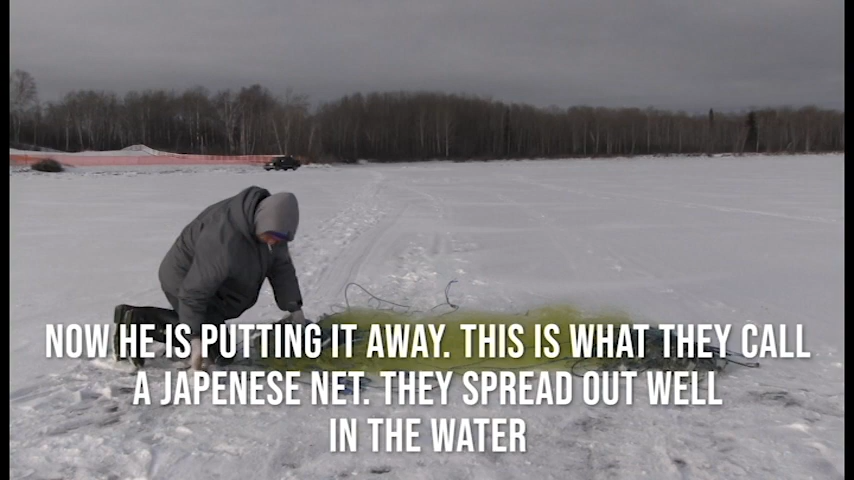 NOW HE IS PUTTING IT AWAY. THIS IS WHAT THEY CALL
A JAPENESE NET. THEY SPREAD OUT WELL
IN THE WATER